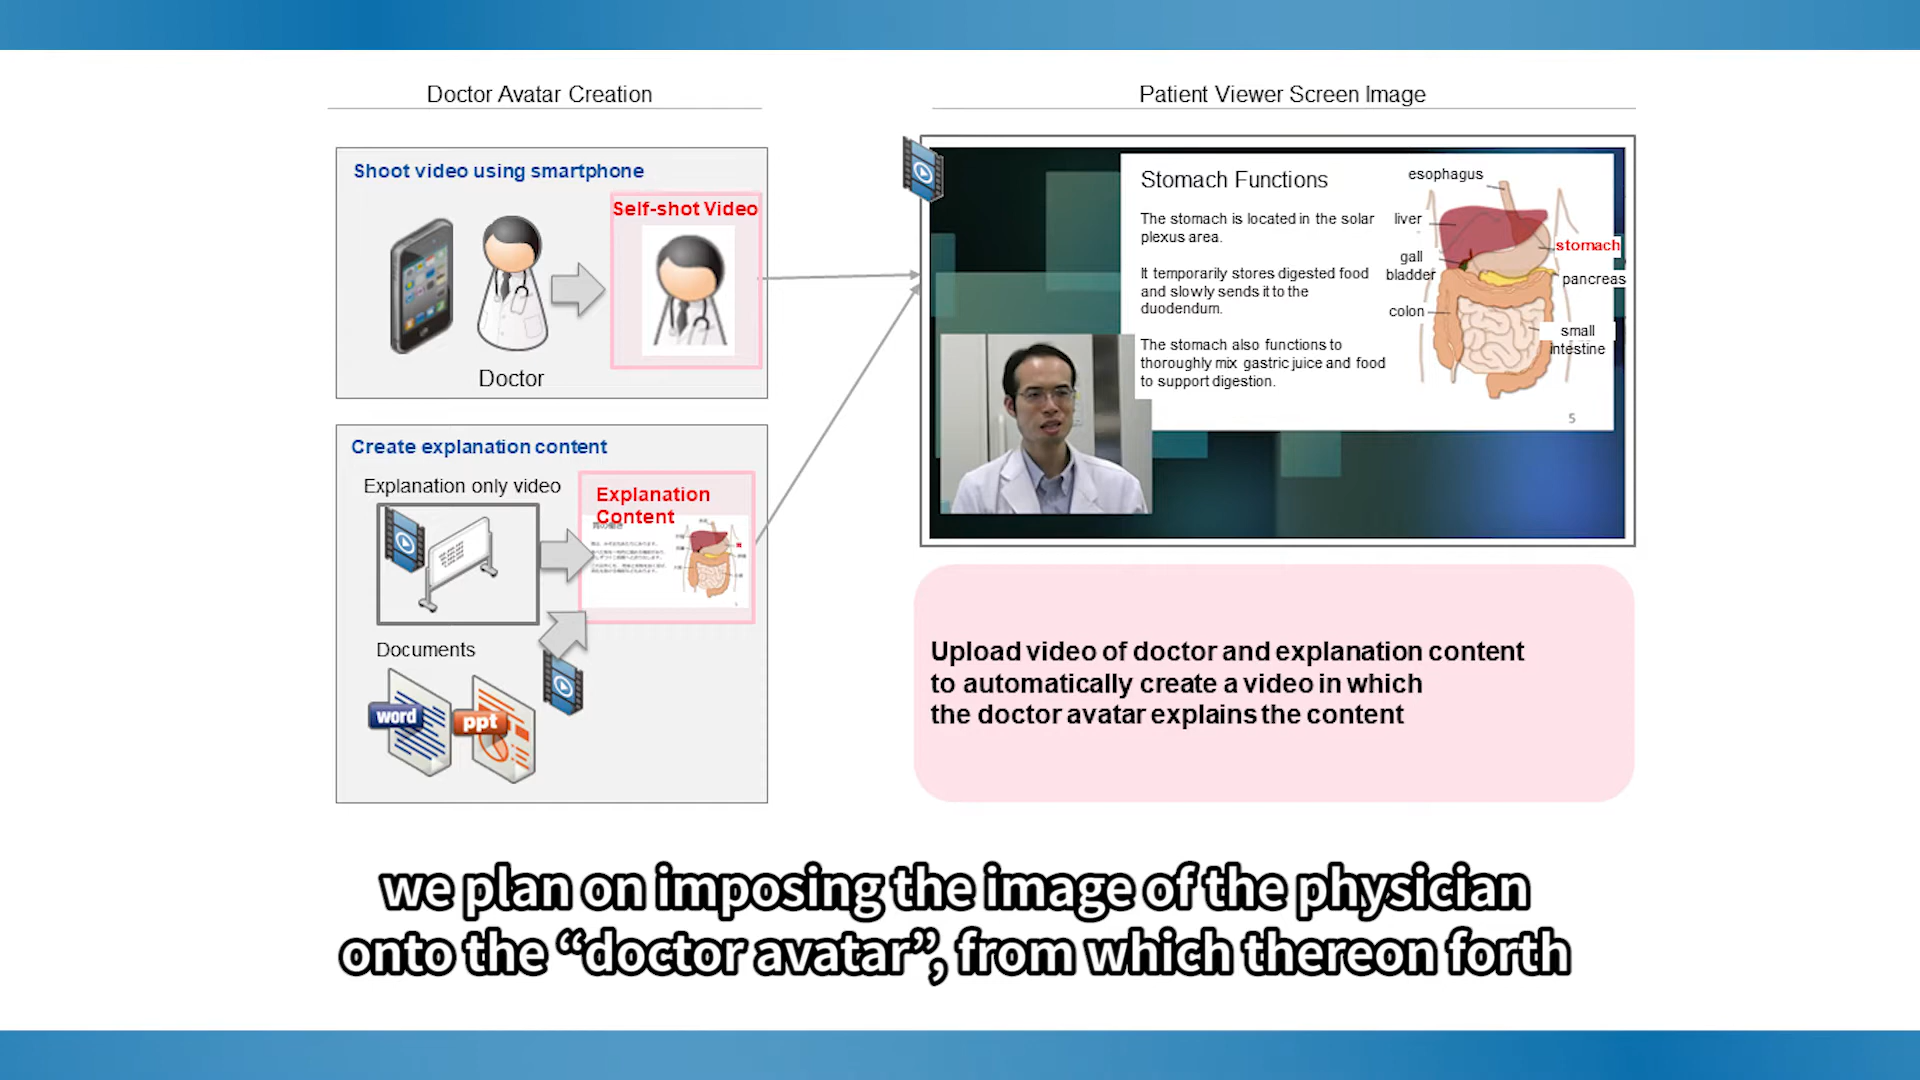 Doctor Avatar Creation
Shoot video using smartphone
Self-shot Video
Doctor
Create explanation content
Explanation only video
Explanation
Content
Documents
word
ppt
Patient Viewer Screen Image
Stomach Functions
The stomach is located in the solar
plexus area.
It temporarily stores digested food
and slowly sends it to the
duodendum.
The stomach also functions to
thoroughly mix gastric juice and food
to support digestion.
esophagus
liver
stomach
gall
bladder
pancreas
colon
small
intestine
5
Upload video of doctor and explanation content
to automatically create a video in which
the doctor avatar explains the content
we plan on imposing the image of the physician
onto the “doctor avatar”, from which thereon forth